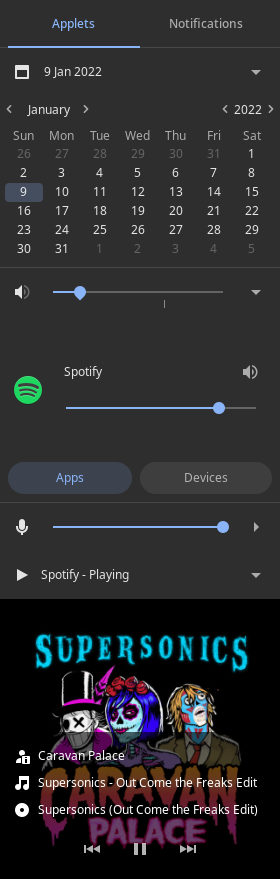 Applets Notifications
9 Jan 2022
January 2022
Sun Mon Tue Wed Thu Fri Sat
26 27 28 29 30 31 1
2 3 4 5 6 7 8
9 10 11 12 13 14 15
16 17 18 19 20 21 22
23 24 25 26 27 28 29
30 31 1 2 3 4 5
Spotify
Apps Devices
Spotify - Playing
SUPERSONICS
Caravan Palace
Supersonics - Out Come the Freaks Edit
CARAVAN
Supersonics (Out Come the Freaks Edit)
PALACE